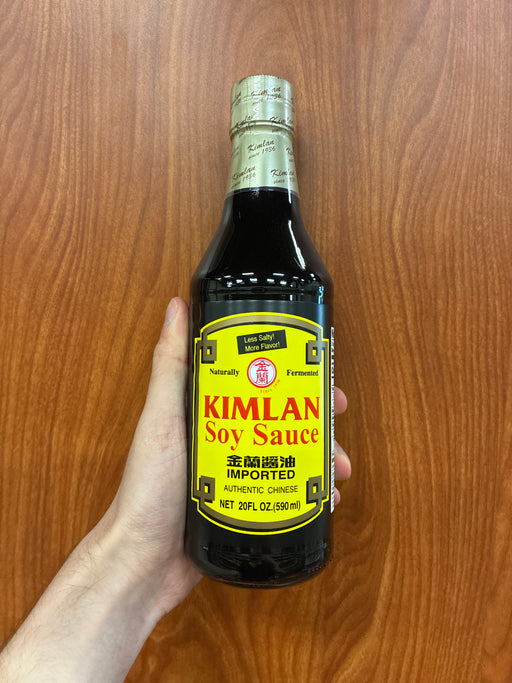 Kimlan
since 1936
Kimlan
since 1936
Less Salty!
More Flavor!
金蘭
Naturally Fermented
KIMLAN
Soy Sauce
金蘭醬油
IMPORTED
AUTHENTIC CHINESE
NET 20FL OZ.(590ml)